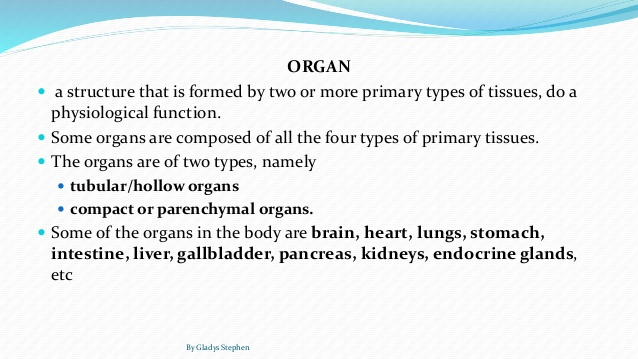 ORGAN
• a structure that is formed by two or more primary types of tissues, do a
physiological function.
• Some organs are composed of all the four types of primary tissues.
• The organs are of two types, namely
• tubular/hollow organs
• compact or parenchymal organs.
• Some of the organs in the body are brain, heart, lungs, stomach,
intestine, liver, gallbladder, pancreas, kidneys, endocrine glands,
etc
By Gladys Stephen